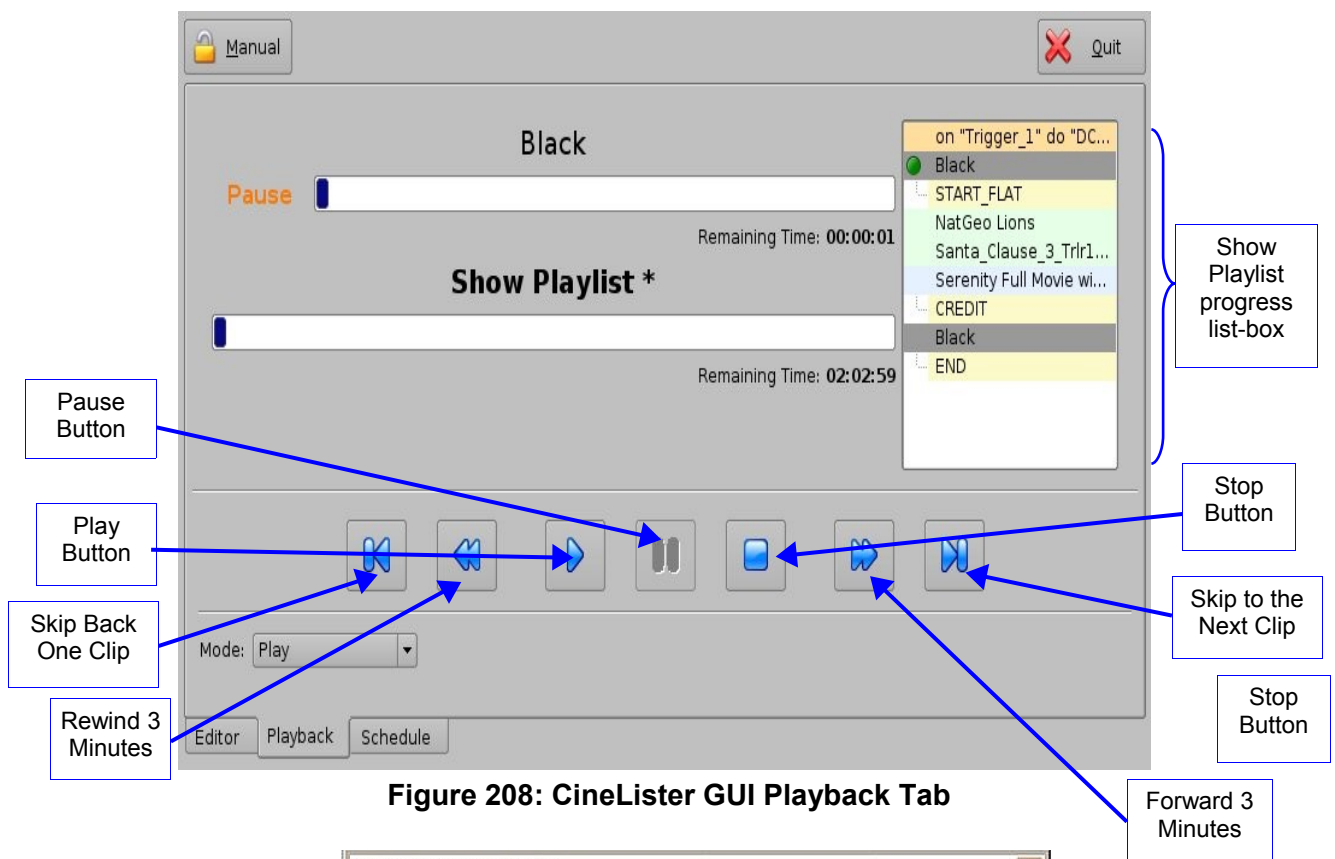 Manual
Quit
Black
Pause
Remaining Time: 00:00:01
Show Playlist *
Remaining Time: 02:02:59
on "Trigger_1" do "DC...
Black
START_FLAT
NatGeo Lions
Santa_Clause_3_Trlr1...
Serenity Full Movie wi...
CREDIT
Black
END
Show
Playlist
progress
list-box
Pause
Button
Play
Button
Skip Back
One Clip
Rewind 3
Minutes
Stop
Button
Skip to the
Next Clip
Stop
Button
Forward 3
Minutes
Mode: Play
Editor Playback Schedule
Figure 208: CineLister GUI Playback Tab